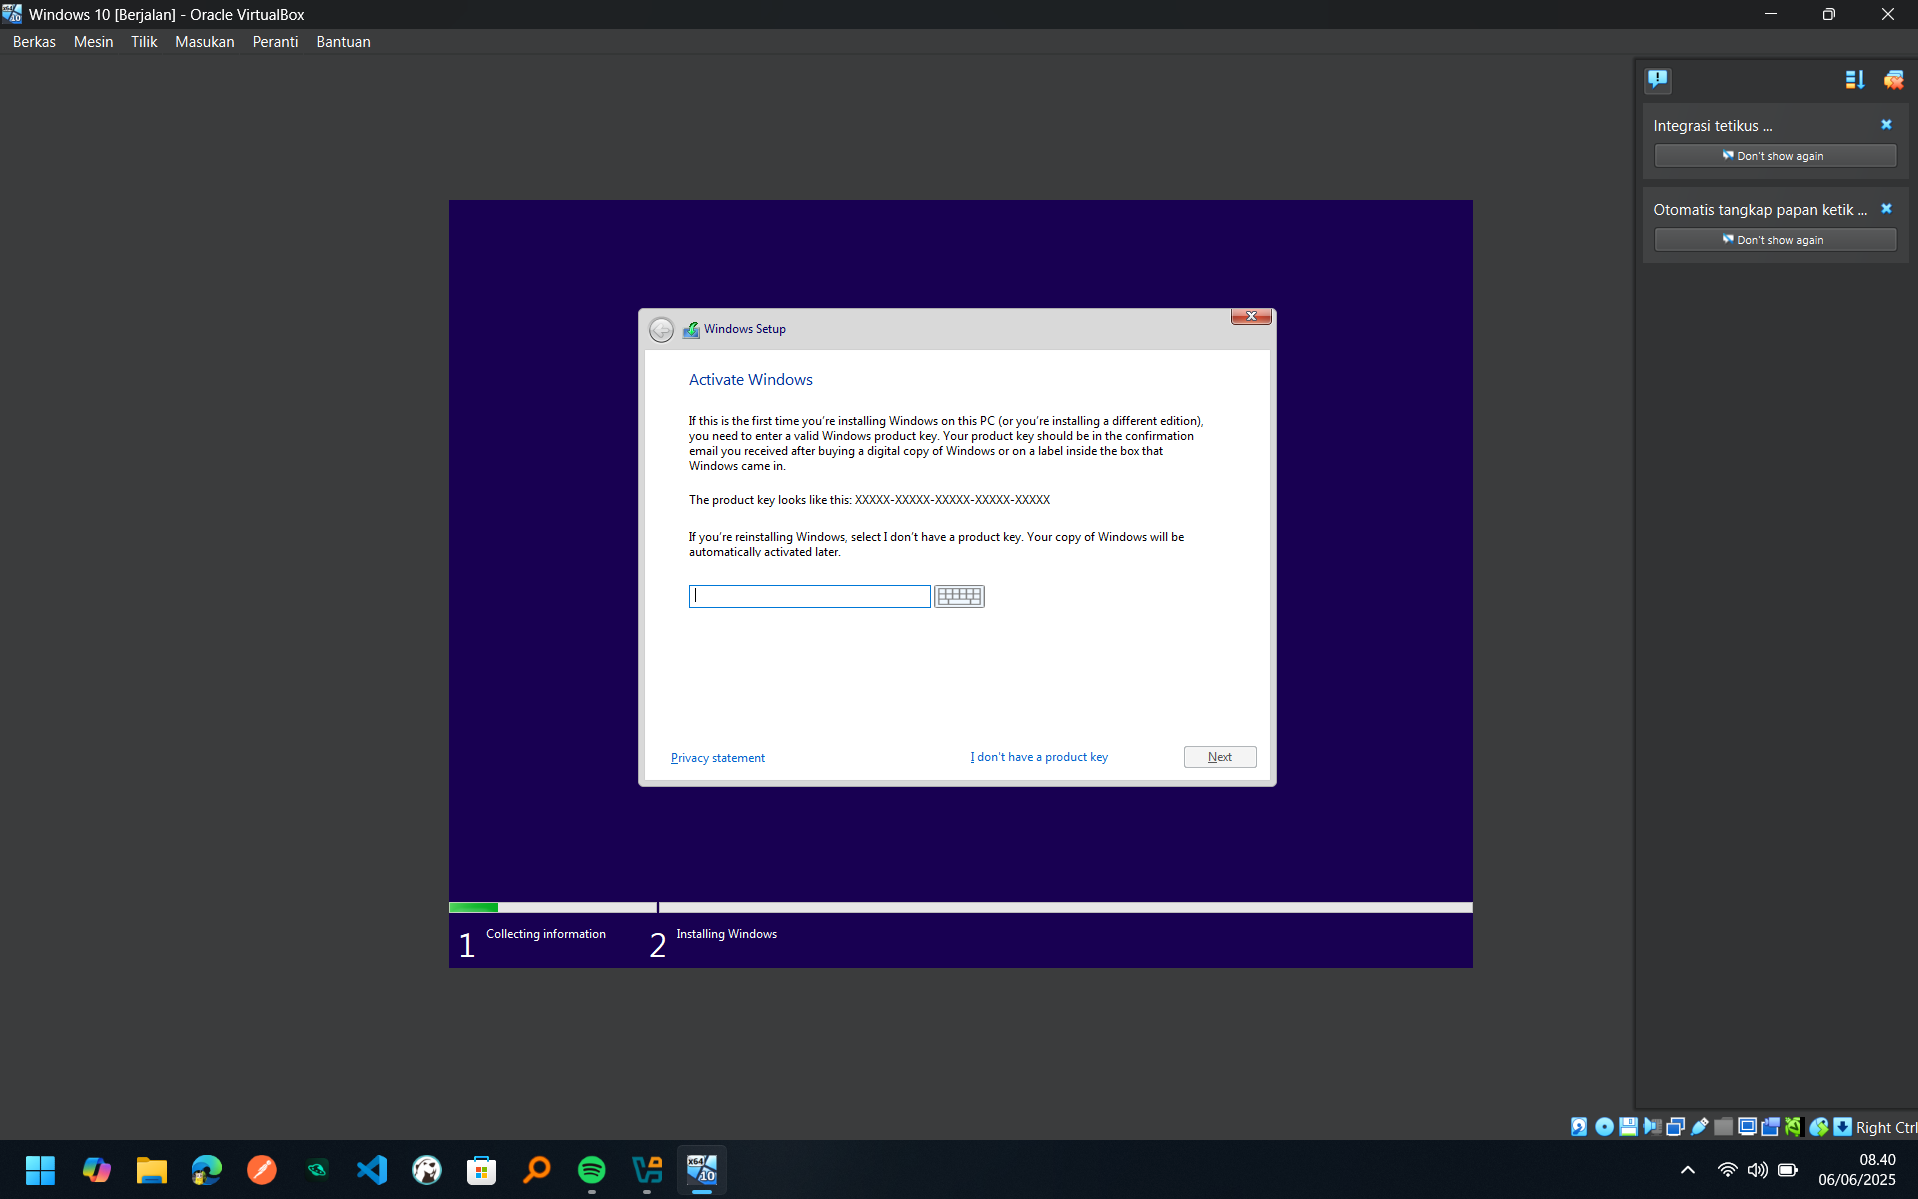 Windows 10 [Berjalan] - Oracle VirtualBox
Berkas Mesin Tilik Masukan Peranti Bantuan
Integrasi tetikus ...
Don't show again
Otomatis tangkap papan ketik ...
Don't show again
Windows Setup
Activate Windows
If this is the first time you're installing Windows on this PC (or you're installing a different edition),
you need to enter a valid Windows product key. Your product key should be in the confirmation
email you received after buying a digital copy of Windows or on a label inside the box that
Windows came in.
The product key looks like this: XXXXX-XXXXX-XXXXX-XXXXX-XXXXX
If you're reinstalling Windows, select I don't have a product key. Your copy of Windows will be
automatically activated later.
Privacy statement
I don't have a product key
Next
1 Collecting information
2 Installing Windows
Right Ctrl
x64
10
08.40
06/06/2025